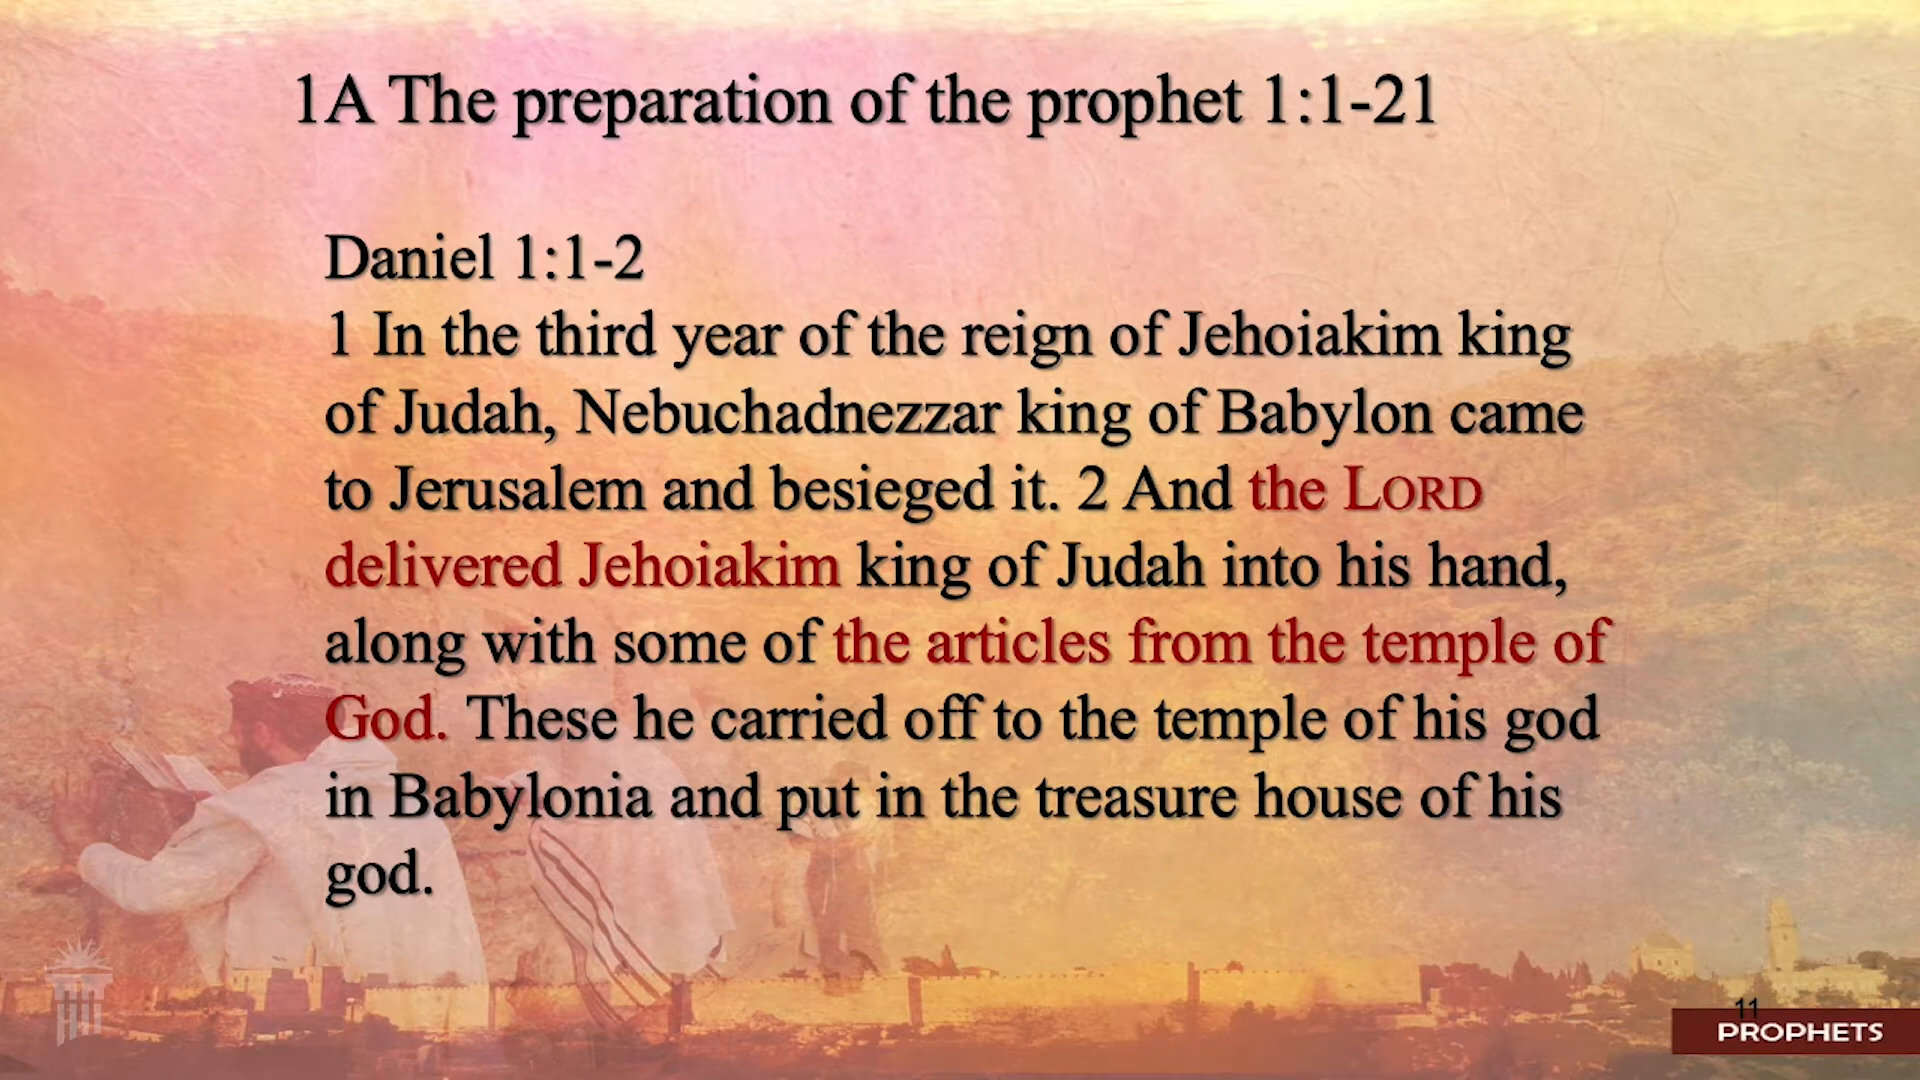 1A The preparation of the prophet 1:1-21
Daniel 1:1-2
1 In the third year of the reign of Jehoiakim king
of Judah, Nebuchadnezzar king of Babylon came
to Jerusalem and besieged it. 2 And the LORD
delivered Jehoiakim king of Judah into his hand,
along with some of the articles from the temple of
God. These he carried off to the temple of his god
in Babylonia and put in the treasure house of his
god.
11
PROPHETS